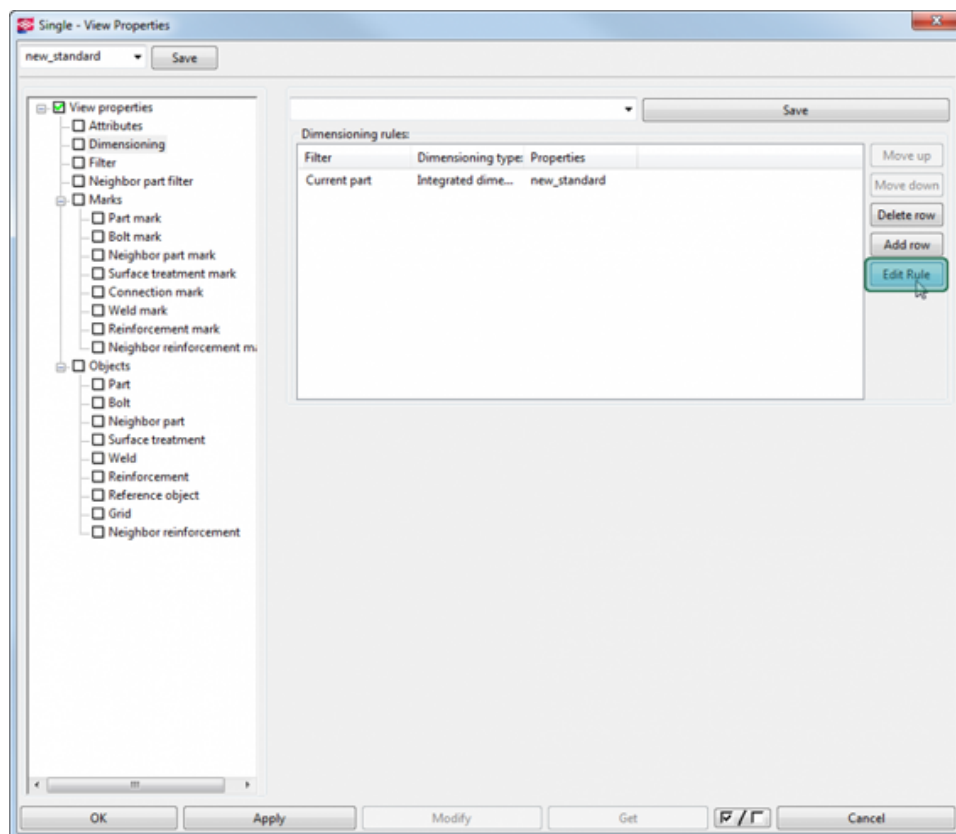 Single - View Properties
new_standard
Save
View properties
Attributes
Dimensioning
Filter
Neighbor part filter
Marks
Part mark
Bolt mark
Neighbor part mark
Surface treatment mark
Connection mark
Weld mark
Reinforcement mark
Neighbor reinforcement ma
Objects
Part
Bolt
Neighbor part
Surface treatment
Weld
Reinforcement
Reference object
Grid
Neighbor reinforcement
Save
Dimensioning rules:
Filter Dimensioning type: Properties
Current part Integrated dime... new_standard
Move up
Move down
Delete row
Add row
Edit Rule
OK Apply Modify Get Cancel